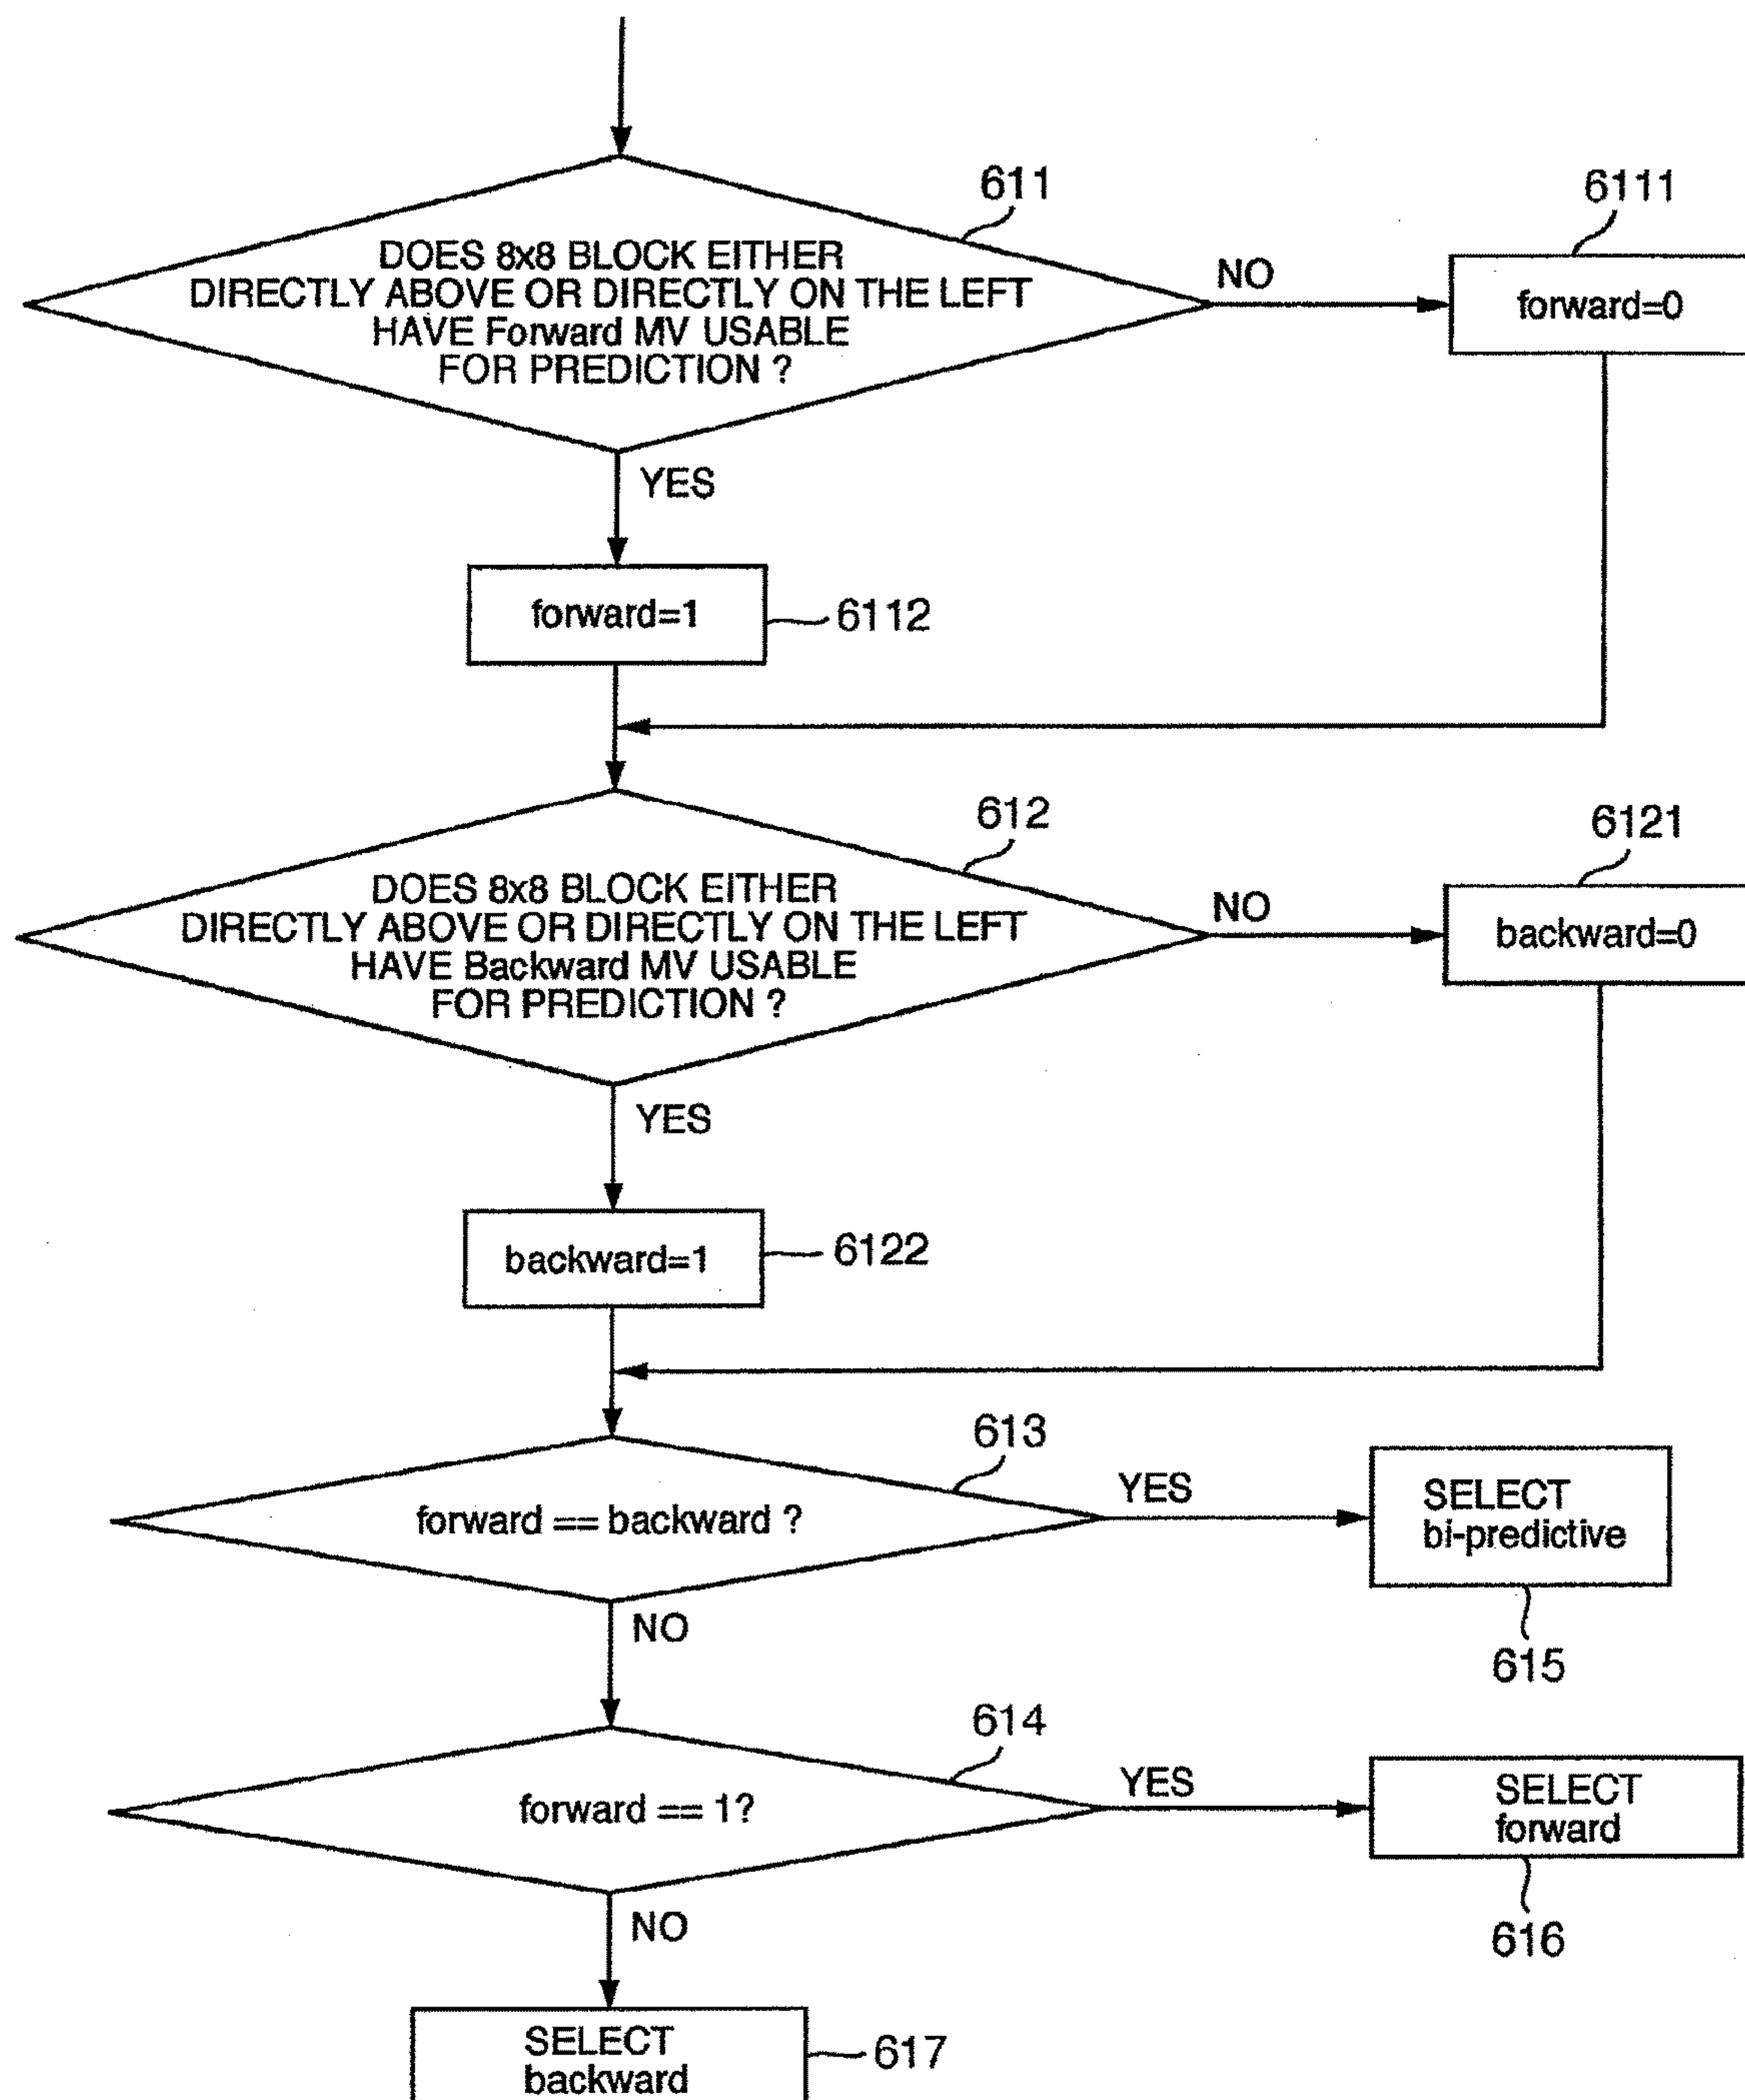 611
DOES 8x8 BLOCK EITHER
DIRECTLY ABOVE OR DIRECTLY ON THE LEFT
HAVE Forward MV USABLE
FOR PREDICTION ?
NO
6111
forward=0
YES
forward=1
6112
612
DOES 8x8 BLOCK EITHER
DIRECTLY ABOVE OR DIRECTLY ON THE LEFT
HAVE Backward MV USABLE
FOR PREDICTION ?
NO
6121
backward=0
YES
backward=1
6122
613
forward == backward ?
YES
SELECT
bi-predictive
615
NO
614
forward == 1?
YES
SELECT
forward
616
NO
SELECT
backward
617